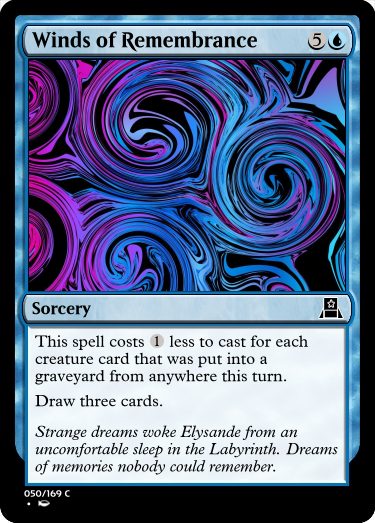 Winds of Remembrance 5
Sorcery
This spell costs 1 less to cast for each
creature card that was put into a
graveyard from anywhere this turn.
Draw three cards.
Strange dreams woke Elysande from an
uncomfortable sleep in the Labyrinth. Dreams
of memories nobody could remember.
050/169 C